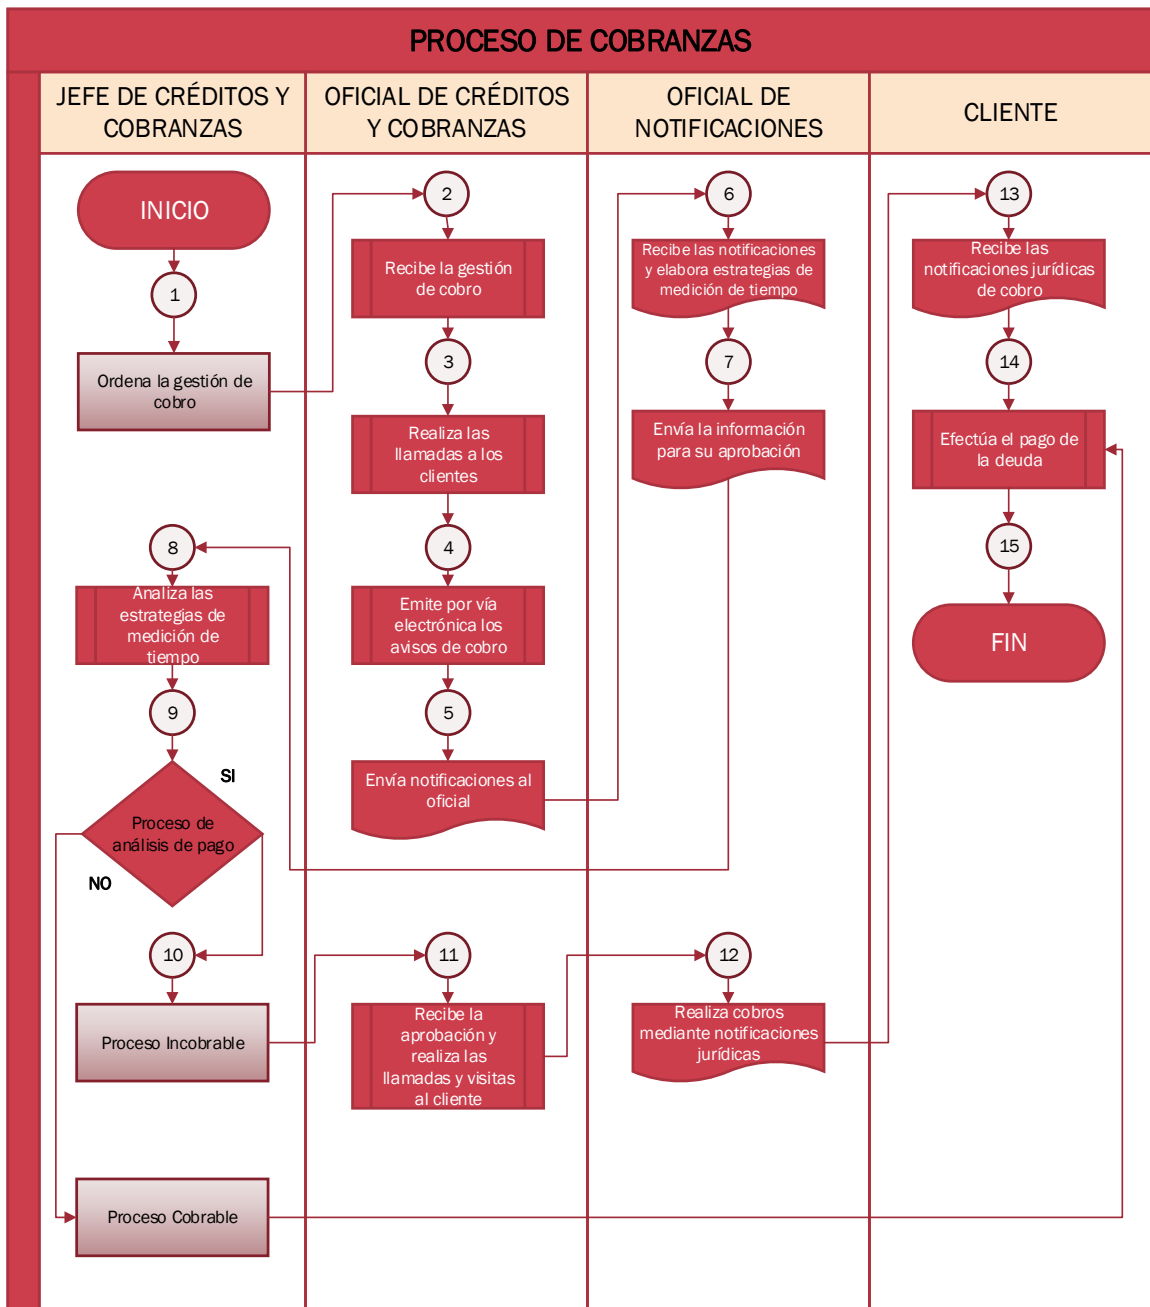 PROCESO DE COBRANZAS
JEFE DE CRÉDITOS Y
COBRANZAS
OFICIAL DE CRÉDITOS
Y COBRANZAS
OFICIAL DE
NOTIFICACIONES
CLIENTE
INICIO
1
Ordena la gestión de
cobro
2
Recibe la gestión
de cobro
3
Realiza las
llamadas a los
clientes
4
Emite por vía
electrónica los
avisos de cobro
5
Envía notificaciones al
oficial
6
Recibe las notificaciones
y elabora estrategias de
medición de tiempo
7
Envía la información
para su aprobación
8
Analiza las
estrategias de
medición de
tiempo
9
SI
Proceso de
análisis de pago
NO
10
Proceso Incobrable
11
Recibe la
aprobación y
realiza las
llamadas y visitas
al cliente
12
Realiza cobros
mediante notificaciones
jurídicas
13
Recibe las
notificaciones jurídicas
de cobro
14
Efectúa el pago de
la deuda
15
FIN
Proceso Cobrable